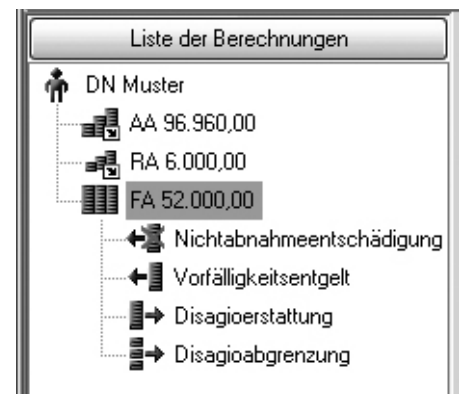 Liste der Berechnungen
DN Muster
AA 96.960,00
RA 6.000,00
FA 52.000,00
Nichtabnahmeentschädigung
Vorfälligkeitsentgelt
Disagioerstattung
Disagioabgrenzung